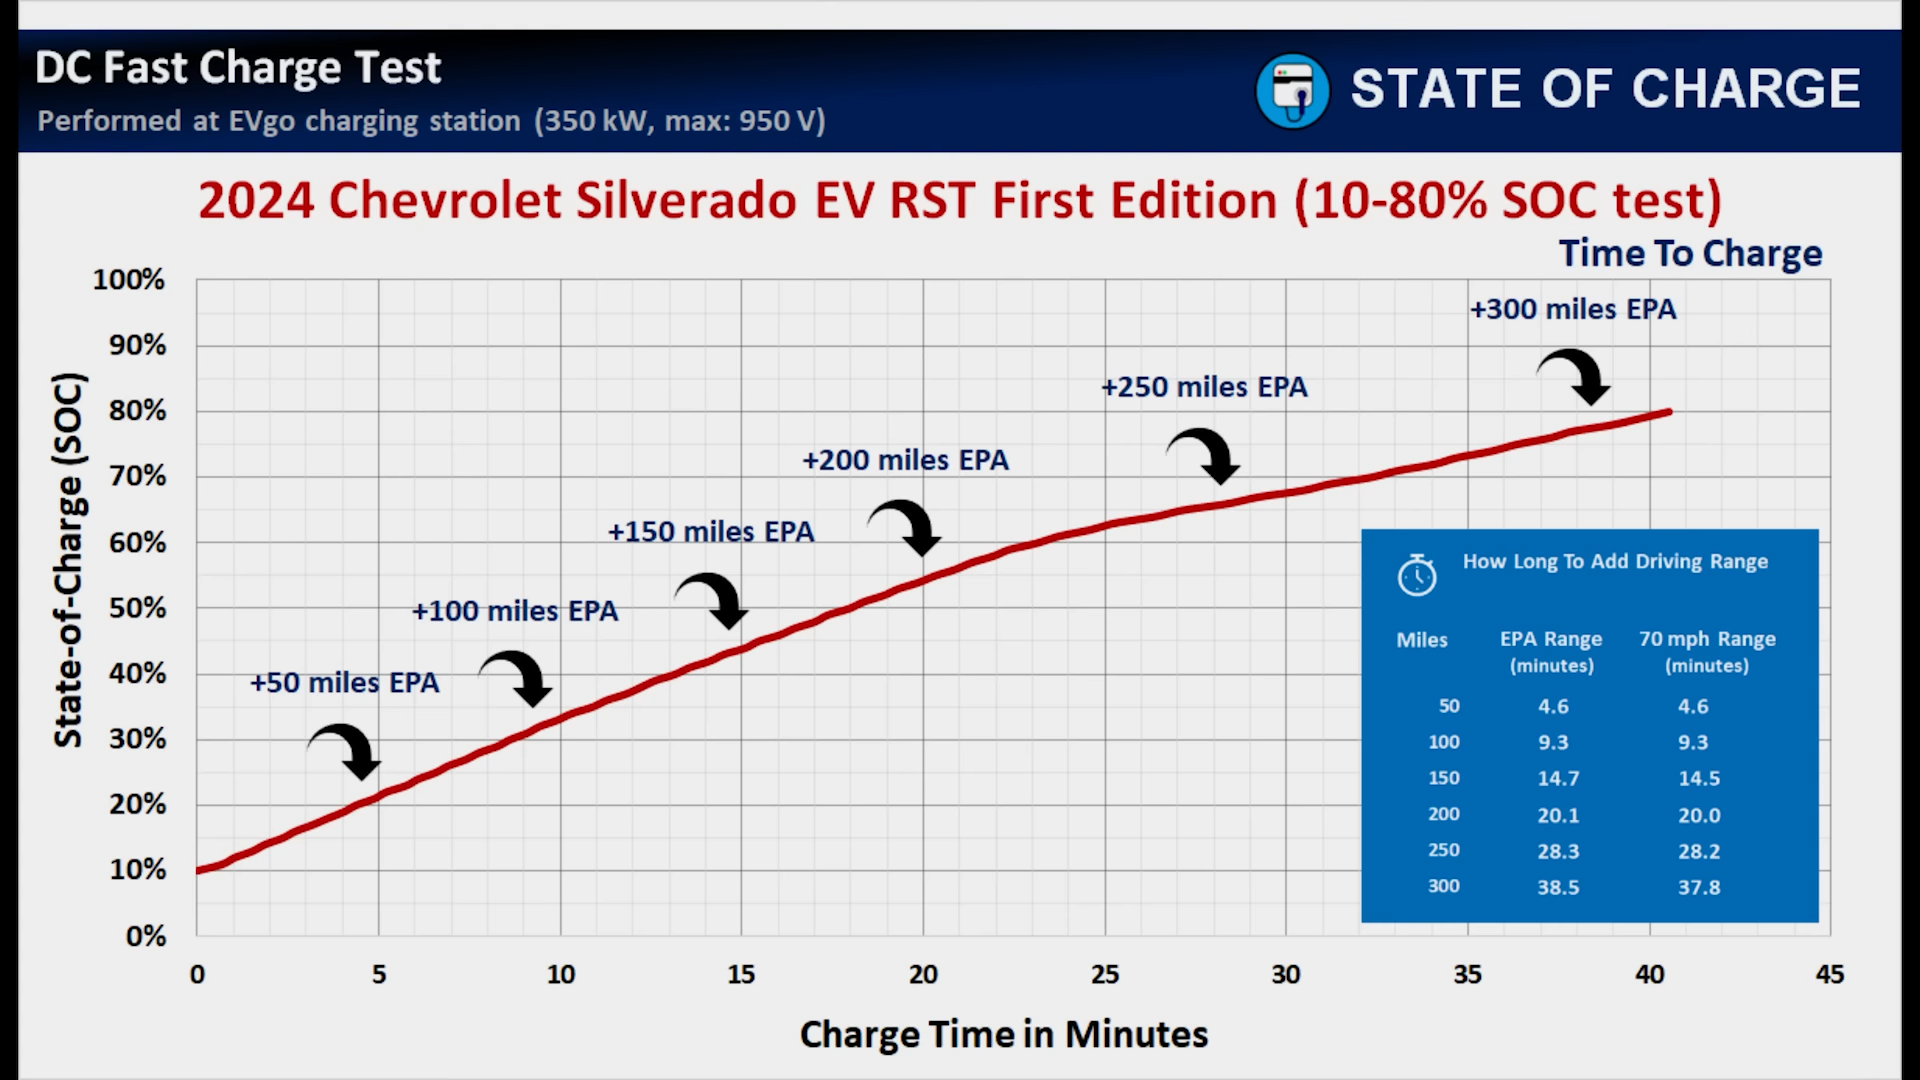 DC Fast Charge Test
Performed at EVgo charging station (350 kW, max: 950 V)
STATE OF CHARGE
2024 Chevrolet Silverado EV RST First Edition (10-80% SOC test)
Time To Charge
State-of-Charge (SOC)
100%
90%
80%
70%
60%
50%
40%
30%
20%
10%
0%
+50 miles EPA
+100 miles EPA
+150 miles EPA
+200 miles EPA
+250 miles EPA
+300 miles EPA
How Long To Add Driving Range
Miles EPA Range 70 mph Range
(minutes) (minutes)
50 4.6 4.6
100 9.3 9.3
150 14.7 14.5
200 20.1 20.0
250 28.3 28.2
300 38.5 37.8
0 5 10 15 20 25 30 35 40 45
Charge Time in Minutes